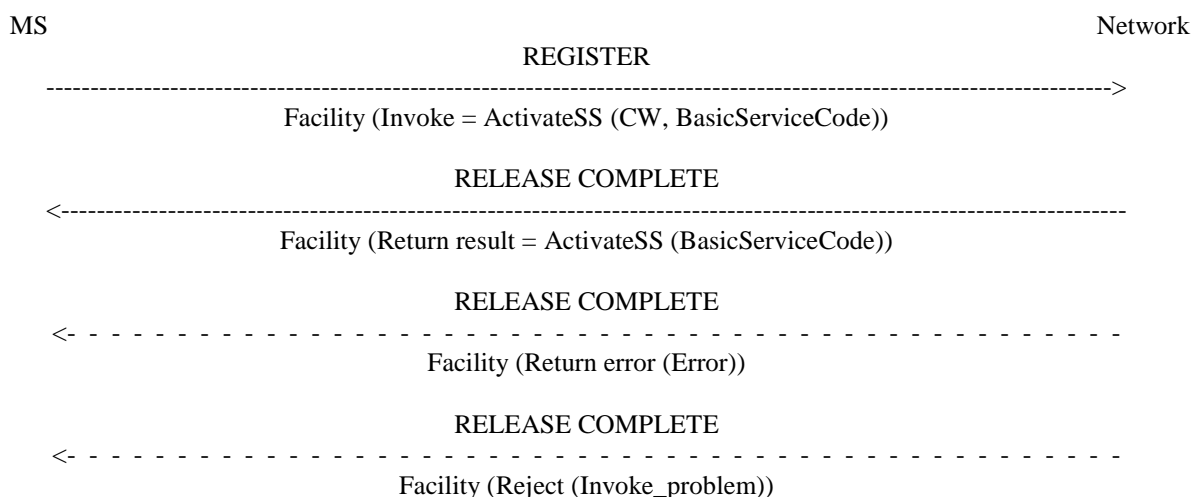 MS Network
REGISTER
Facility (Invoke = ActivateSS (CW, BasicServiceCode))
RELEASE COMPLETE
Facility (Return result = ActivateSS (BasicServiceCode))
RELEASE COMPLETE
Facility (Return error (Error))
RELEASE COMPLETE
Facility (Reject (Invoke_problem))